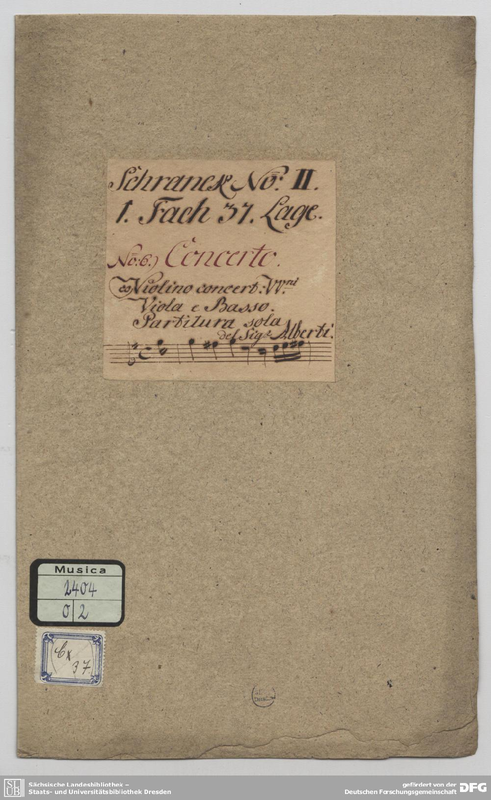 Schranck No: II.
1. Fach 37. Lage.
No: 6.) Concerto.
co Violino concert: VV.ni
Viola e Basso.
Partitura sola
del Sig.r Alberti.
Musica
2404
O 2
Cx
37
SLUB
Sächsische Landesbibliothek –
Staats- und Universitätsbibliothek Dresden
gefördert von der
Deutschen Forschungsgemeinschaft
DFG